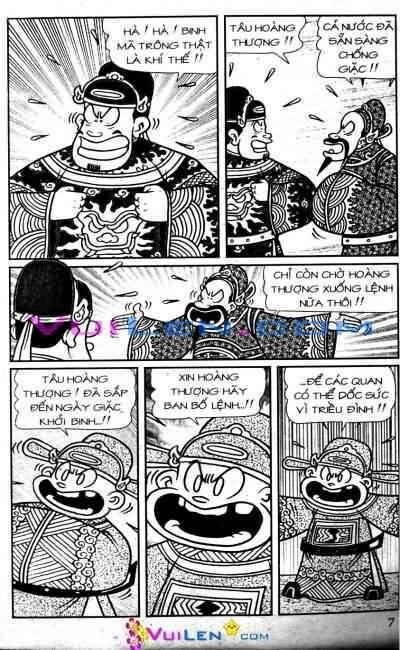 HÀ! HÀ! BINH
MÃ TRÔNG THẬT
LÀ KHÍ THẾ!!
TÂU HOÀNG
THƯỢNG!!
CẢ NƯỚC ĐÃ
SẴN SÀNG
CHỐNG
GIẶC!!
CHỈ CÒN CHỜ HOÀNG
THƯỢNG XUỐNG LỆNH
NỮA THÔI!
VUILEN.COM
TÂU HOÀNG
THƯỢNG! ĐÃ SẮP
ĐẾN NGÀY GIẶC
KHỞI BINH...!!
XIN HOÀNG
THƯỢNG HÃY
BAN BỐ LỆNH...!!
...ĐỂ CÁC QUAN
CÓ THỂ DỐC SỨC
VÌ TRIỀU ĐÌNH!!
7
VUILEN.COM